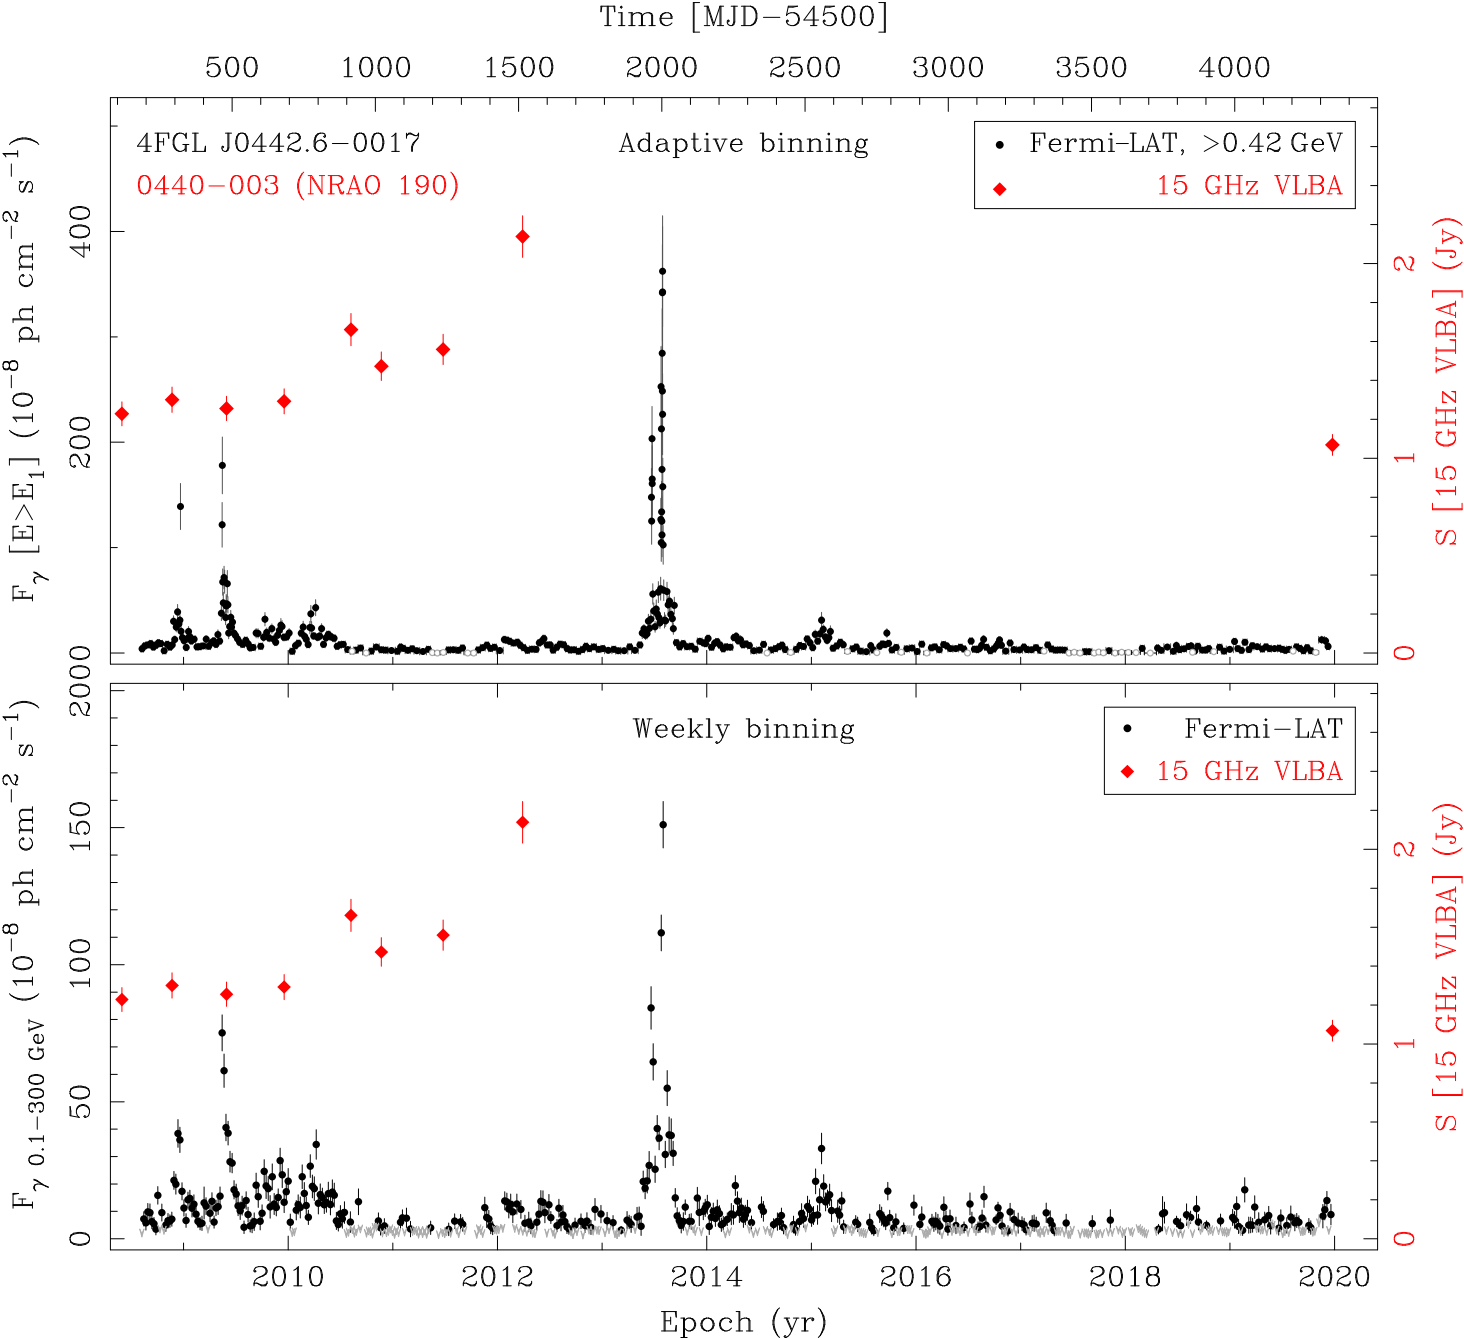 Time [MJD−54500]
500 1000 1500 2000 2500 3000 3500 4000
4FGL J0442.6−0017
0440−003 (NRAO 190)
Adaptive binning
Fermi−LAT, >0.42 GeV
15 GHz VLBA
F_γ [E>E_1] (10^−8 ph cm^−2 s^−1)
400
200
0
S [15 GHz VLBA] (Jy)
2
1
0
Weekly binning
Fermi−LAT
15 GHz VLBA
F_γ 0.1−300 GeV (10^−8 ph cm^−2 s^−1)
200
150
100
50
0
S [15 GHz VLBA] (Jy)
2
1
0
2010 2012 2014 2016 2018 2020
Epoch (yr)